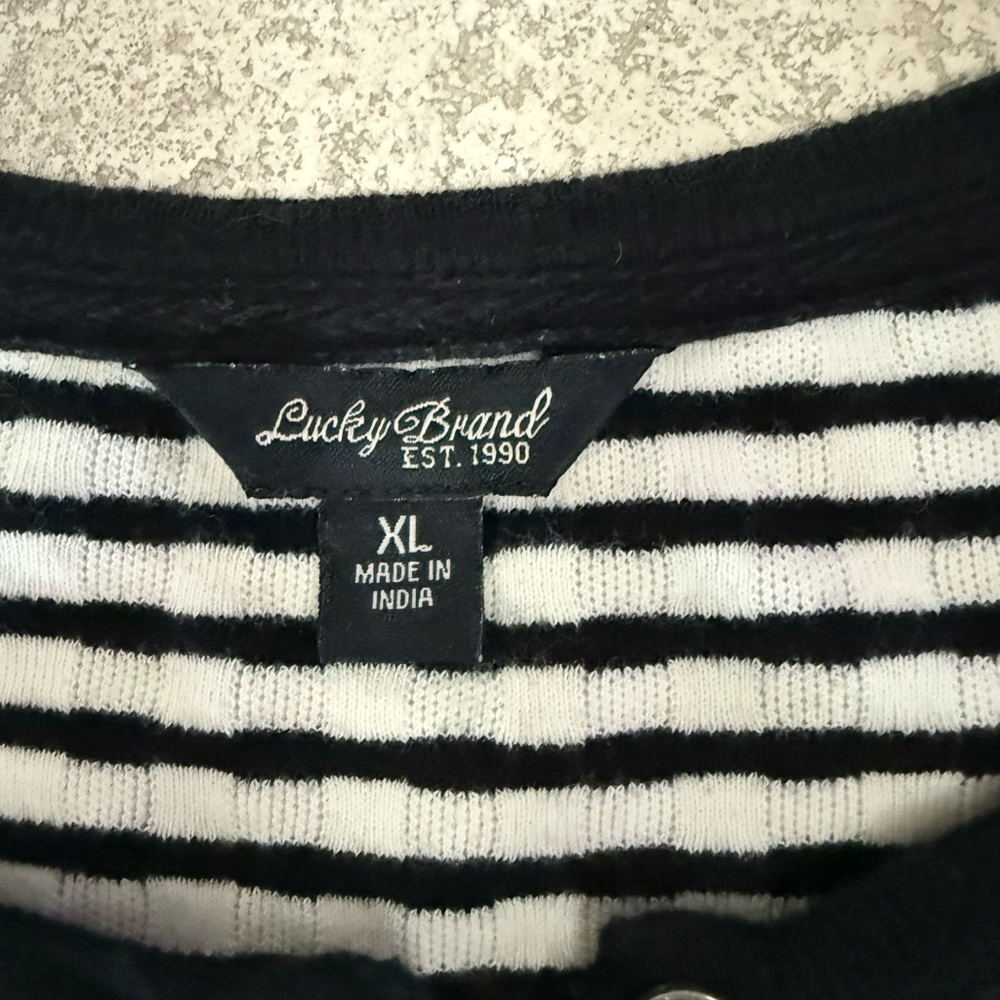 Lucky Brand
EST. 1990
XL
MADE IN
INDIA